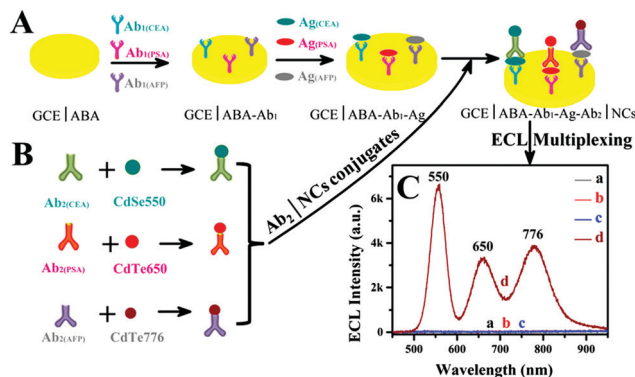 A
Ab1(CEA)
Ab1(PSA)
Ab1(AFP)
Ag(CEA)
Ag(PSA)
Ag(AFP)
GCE | ABA
GCE | ABA-Ab1
GCE | ABA-Ab1-Ag
GCE | ABA-Ab1-Ag-Ab2 | NCs
ECL Multiplexing
B
Ab2(CEA) + CdSe550
Ab2(PSA) + CdTe650
Ab2(AFP) + CdTe776
Ab2 | NCs conjugates
C
550
650
776
a
b
c
d
d
a b c
ECL Intensity (a.u.)
6k
4k
2k
0
500 600 700 800 900
Wavelength (nm)